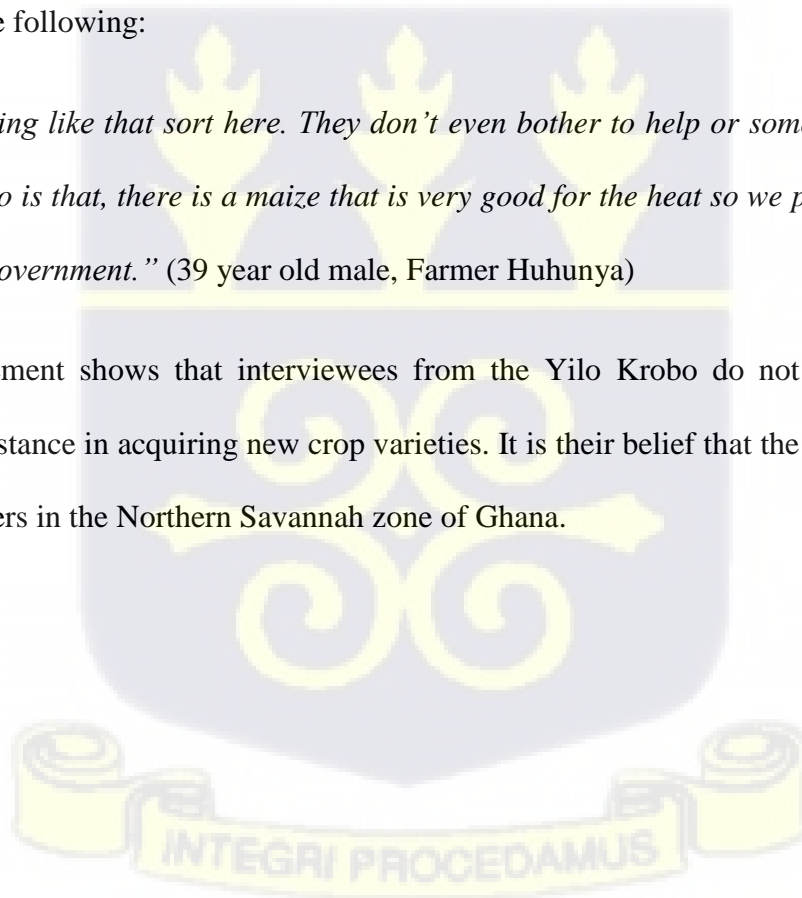 e following:
ing like that sort here. They don’t even bother to help or som
o is that, there is a maize that is very good for the heat so we p
overnment.” (39 year old male, Farmer Huhunya)
ement shows that interviewees from the Yilo Krobo do not
stance in acquiring new crop varieties. It is their belief that the
ers in the Northern Savannah zone of Ghana.
INTEGRI PROCEDAMUS